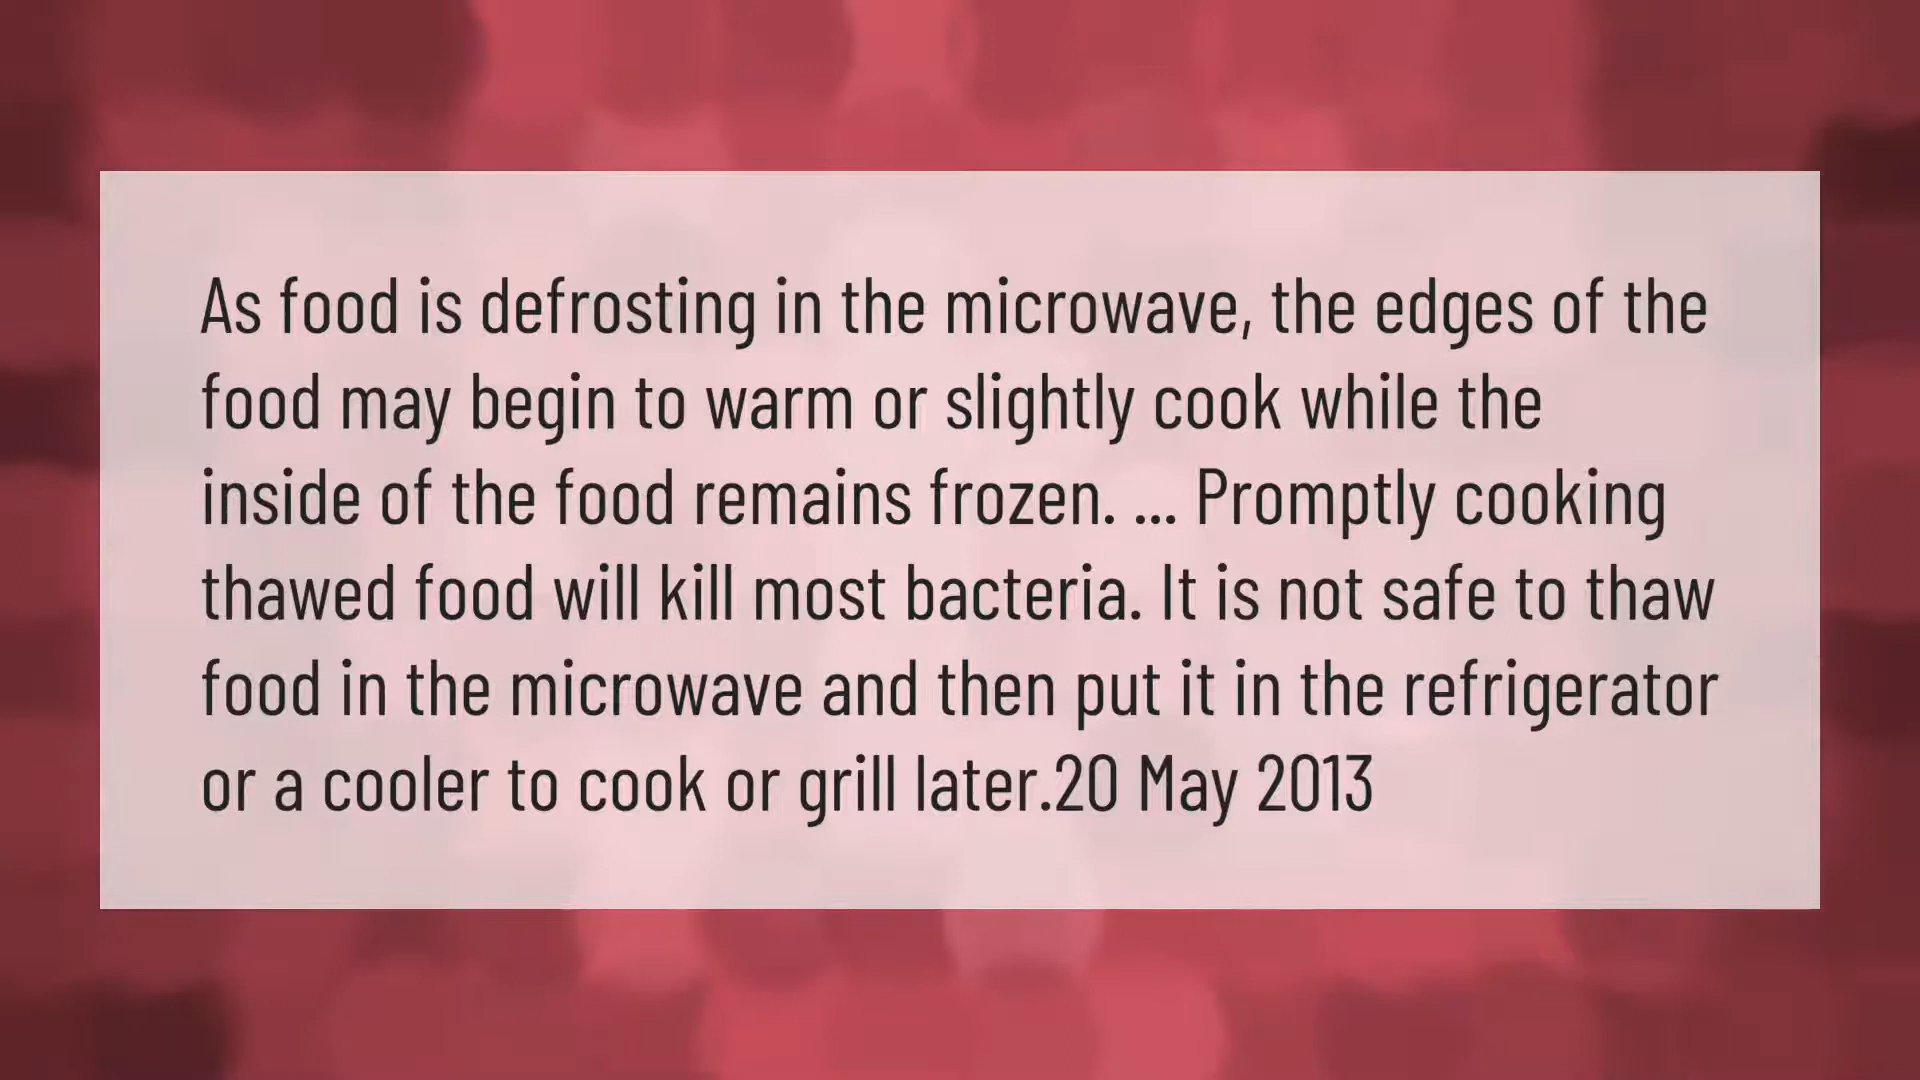 As food is defrosting in the microwave, the edges of the
food may begin to warm or slightly cook while the
inside of the food remains frozen. ... Promptly cooking
thawed food will kill most bacteria. It is not safe to thaw
food in the microwave and then put it in the refrigerator
or a cooler to cook or grill later.20 May 2013